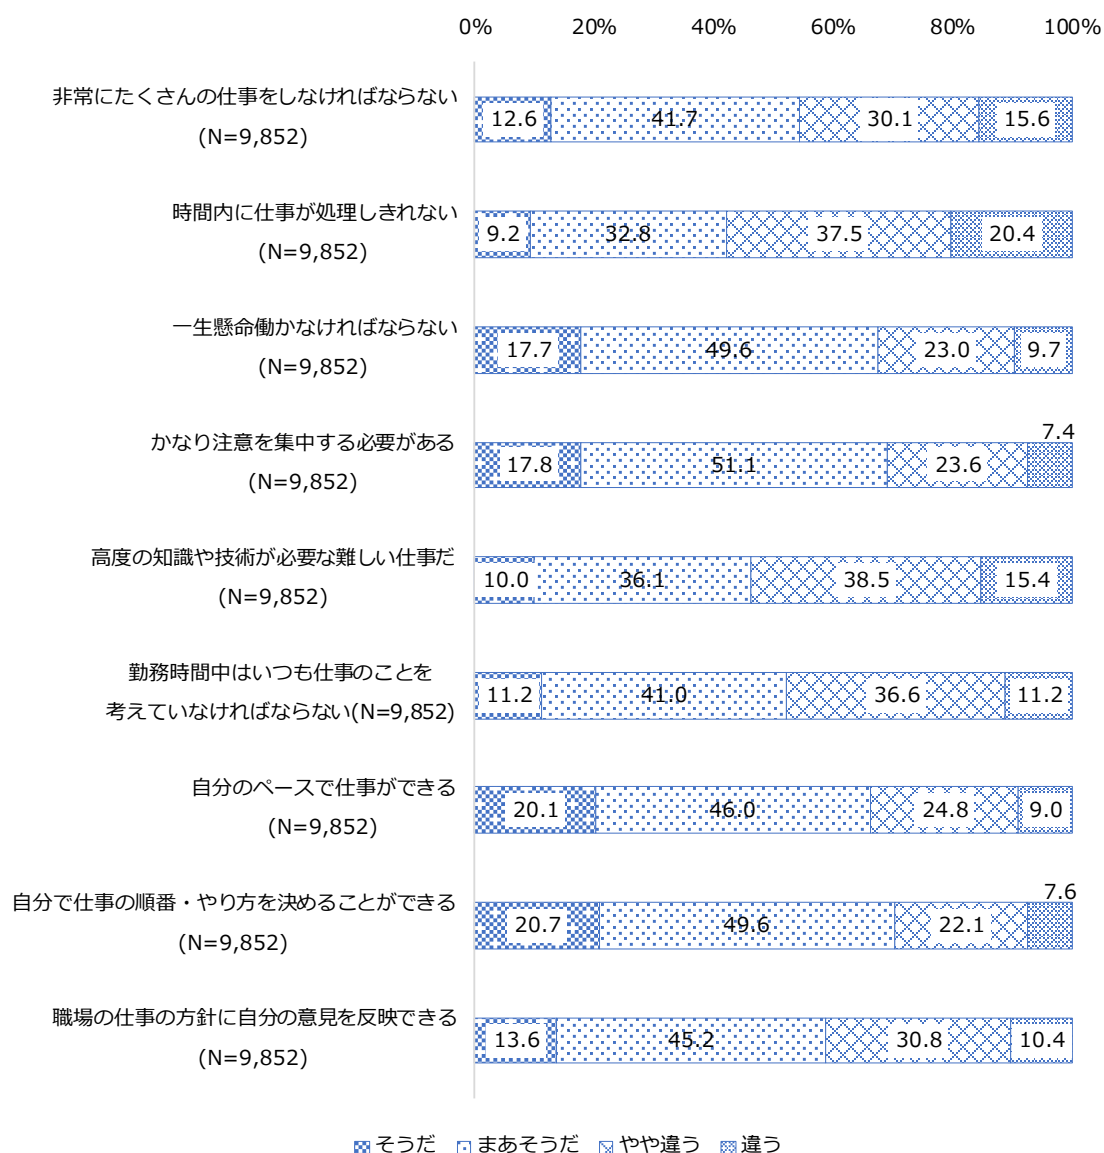 0% 20% 40% 60% 80% 100%
非常にたくさんの仕事をしなければならない
(N=9,852)
12.6 41.7 30.1 15.6
時間内に仕事が処理しきれない
(N=9,852)
9.2 32.8 37.5 20.4
一生懸命働かなければならない
(N=9,852)
17.7 49.6 23.0 9.7
かなり注意を集中する必要がある
(N=9,852)
17.8 51.1 23.6 7.4
高度の知識や技術が必要な難しい仕事だ
(N=9,852)
10.0 36.1 38.5 15.4
勤務時間中はいつも仕事のことを
考えていなければならない(N=9,852)
11.2 41.0 36.6 11.2
自分のペースで仕事ができる
(N=9,852)
20.1 46.0 24.8 9.0
自分で仕事の順番・やり方を決めることができる
(N=9,852)
20.7 49.6 22.1 7.6
職場の仕事の方針に自分の意見を反映できる
(N=9,852)
13.6 45.2 30.8 10.4
そうだ まあそうだ やや違う 違う